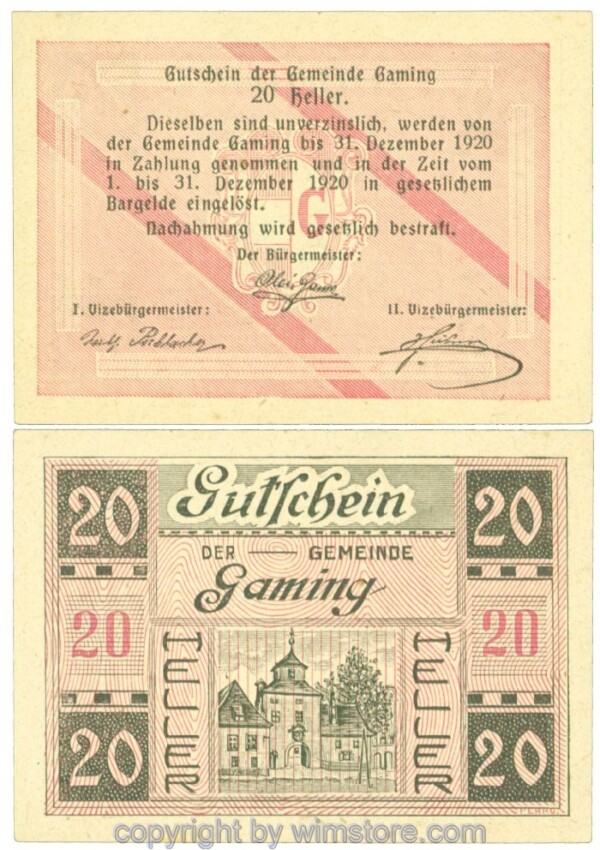 Gutschein der Gemeinde Gaming
20 Heller.
Dieselben sind unverzinslich, werden von
der Gemeinde Gaming bis 31. Dezember 1920
in Zahlung genommen und in der Zeit vom
1. bis 31. Dezember 1920 in gesetzlichem
Bargelde eingelöst.
Nachahmung wird gesetzlich bestraft.
G
Der Bürgermeister:
I. Vizebürgermeister:
II. Vizebürgermeister:
20 Gutschein 20
DER — GEMEINDE
Gaming
20 20
HELLER HELLER
20 20
copyright by wimstore.com